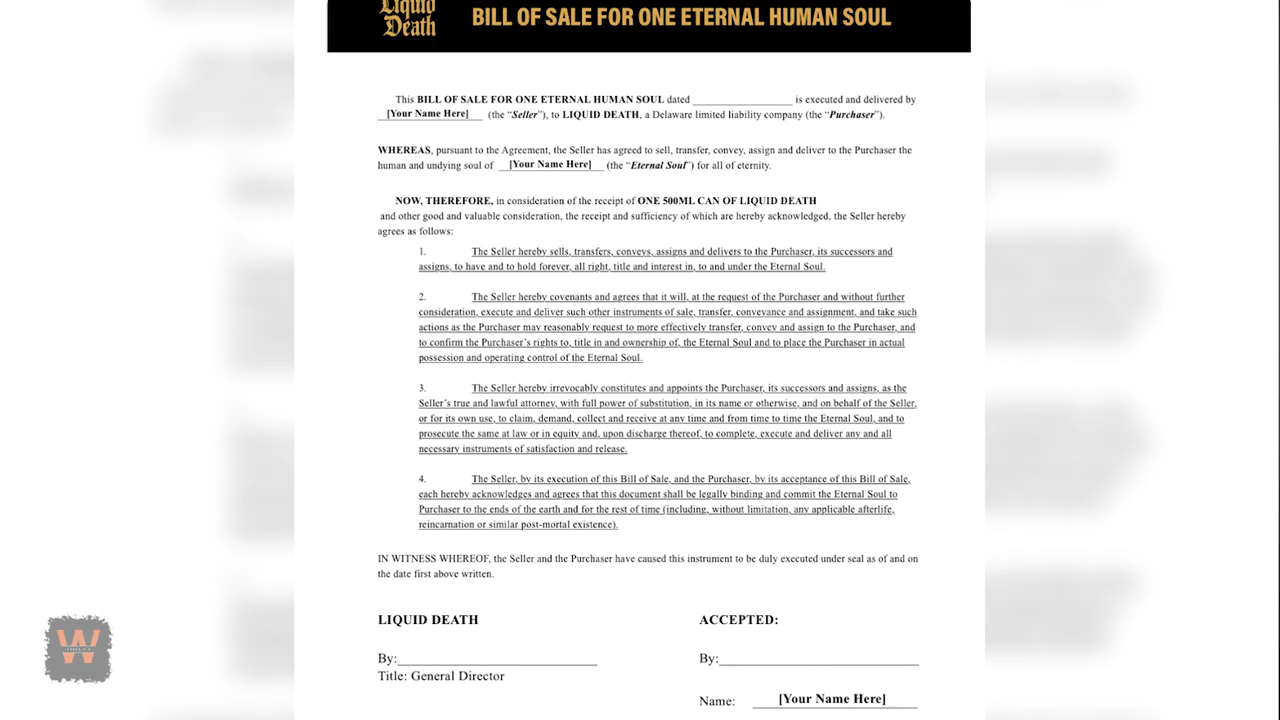 Liquid
Death
BILL OF SALE FOR ONE ETERNAL HUMAN SOUL
This BILL OF SALE FOR ONE ETERNAL HUMAN SOUL dated ____________________ is executed and delivered by
[Your Name Here] (the “Seller”), to LIQUID DEATH, a Delaware limited liability company (the “Purchaser”).
WHEREAS, pursuant to the Agreement, the Seller has agreed to sell, transfer, convey, assign and deliver to the Purchaser the
human and undying soul of [Your Name Here] (the “Eternal Soul”) for all of eternity.
NOW, THEREFORE, in consideration of the receipt of ONE 500ML CAN OF LIQUID DEATH
and other good and valuable consideration, the receipt and sufficiency of which are hereby acknowledged, the Seller hereby
agrees as follows:
1. The Seller hereby sells, transfers, conveys, assigns and delivers to the Purchaser, its successors and
assigns, to have and to hold forever, all right, title and interest in, to and under the Eternal Soul.
2. The Seller hereby covenants and agrees that it will, at the request of the Purchaser and without further
consideration, execute and deliver such other instruments of sale, transfer, conveyance and assignment, and take such
actions as the Purchaser may reasonably request to more effectively transfer, convey and assign to the Purchaser, and
to confirm the Purchaser’s rights to, title in and ownership of, the Eternal Soul and to place the Purchaser in actual
possession and operating control of the Eternal Soul.
3. The Seller hereby irrevocably constitutes and appoints the Purchaser, its successors and assigns, as the
Seller’s true and lawful attorney, with full power of substitution, in its name or otherwise, and on behalf of the Seller,
or for its own use, to claim, demand, collect and receive at any time and from time to time the Eternal Soul, and to
prosecute the same at law or in equity and, upon discharge thereof, to complete, execute and deliver any and all
necessary instruments of satisfaction and release.
4. The Seller, by its execution of this Bill of Sale, and the Purchaser, by its acceptance of this Bill of Sale,
each hereby acknowledges and agrees that this document shall be legally binding and commit the Eternal Soul to
Purchaser to the ends of the earth and for the rest of time (including, without limitation, any applicable afterlife,
reincarnation or similar post-mortal existence).
IN WITNESS WHEREOF, the Seller and the Purchaser have caused this instrument to be duly executed under seal as of and on
the date first above written.
LIQUID DEATH ACCEPTED:
By:____________________ By:____________________
Title: General Director
Name: [Your Name Here]
W